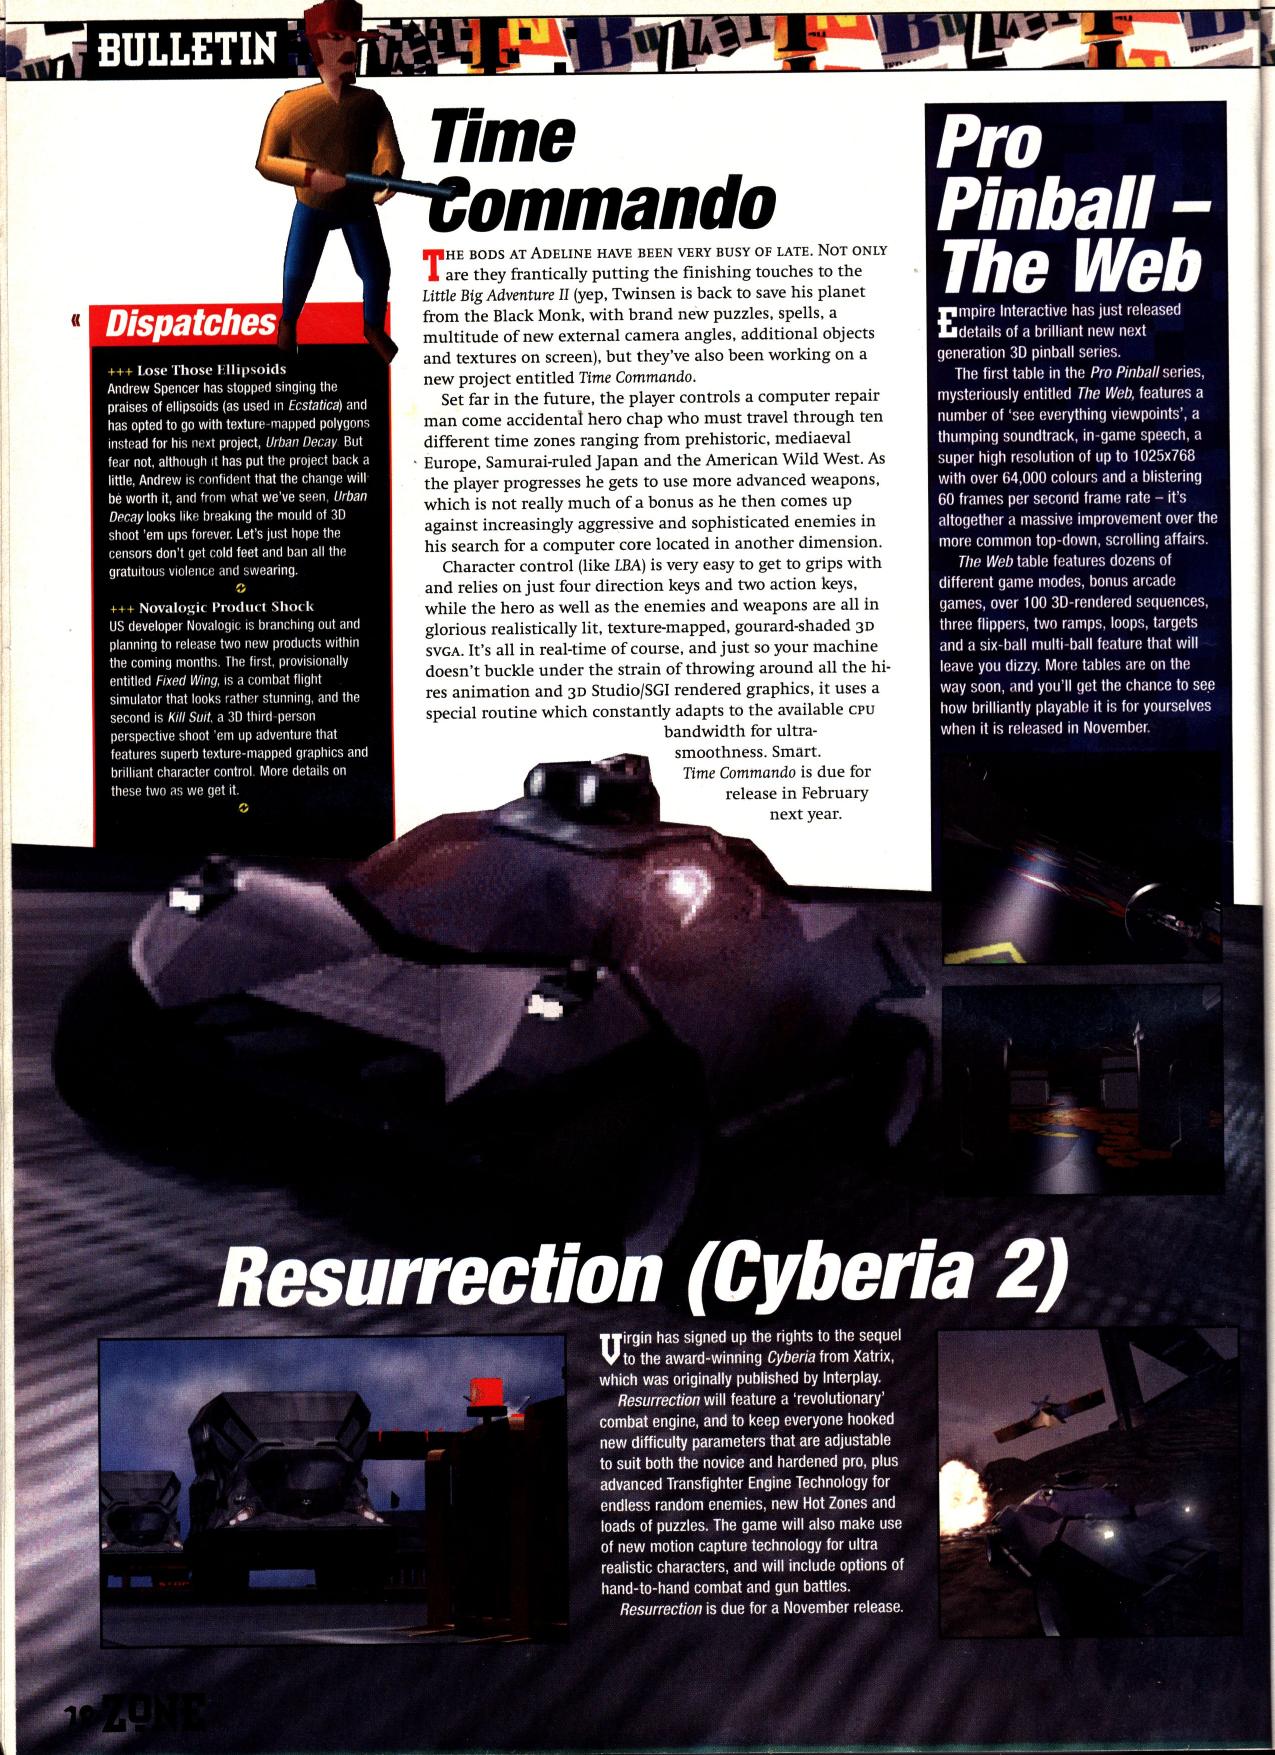 BULLETIN
Time
Commando
THE BODS AT ADELINE HAVE BEEN VERY BUSY OF LATE. NOT ONLY
are they frantically putting the finishing touches to the
Little Big Adventure II (yep, Twinsen is back to save his planet
from the Black Monk, with brand new puzzles, spells, a
multitude of new external camera angles, additional objects
and textures on screen), but they've also been working on a
new project entitled Time Commando.
Set far in the future, the player controls a computer repair
man come accidental hero chap who must travel through ten
different time zones ranging from prehistoric, mediaeval
Europe, Samurai-ruled Japan and the American Wild West. As
the player progresses he gets to use more advanced weapons,
which is not really much of a bonus as he then comes up
against increasingly aggressive and sophisticated enemies in
his search for a computer core located in another dimension.
Character control (like LBA) is very easy to get to grips with
and relies on just four direction keys and two action keys,
while the hero as well as the enemies and weapons are all in
glorious realistically lit, texture-mapped, gourard-shaded 3D
SVGA. It's all in real-time of course, and just so your machine
doesn't buckle under the strain of throwing around all the hi-
res animation and 3D Studio/SGI rendered graphics, it uses a
special routine which constantly adapts to the available CPU
bandwidth for ultra-
smoothness. Smart.
Time Commando is due for
release in February
next year.
« Dispatches
+++ Lose Those Ellipsoids
Andrew Spencer has stopped singing the
praises of ellipsoids (as used in Ecstatica) and
has opted to go with texture-mapped polygons
instead for his next project, Urban Decay. But
fear not, although it has put the project back a
little, Andrew is confident that the change will
be worth it, and from what we've seen, Urban
Decay looks like breaking the mould of 3D
shoot 'em ups forever. Let's just hope the
censors don't get cold feet and ban all the
gratuitous violence and swearing.
+++ Novalogic Product Shock
US developer Novalogic is branching out and
planning to release two new products within
the coming months. The first, provisionally
entitled Fixed Wing, is a combat flight
simulator that looks rather stunning, and the
second is Kill Suit, a 3D third-person
perspective shoot 'em up adventure that
features superb texture-mapped graphics and
brilliant character control. More details on
these two as we get it.
Pro
Pinball –
The Web
Empire Interactive has just released
details of a brilliant new next
generation 3D pinball series.
The first table in the Pro Pinball series,
mysteriously entitled The Web, features a
number of 'see everything viewpoints', a
thumping soundtrack, in-game speech, a
super high resolution of up to 1025x768
with over 64,000 colours and a blistering
60 frames per second frame rate – it's
altogether a massive improvement over the
more common top-down, scrolling affairs.
The Web table features dozens of
different game modes, bonus arcade
games, over 100 3D-rendered sequences,
three flippers, two ramps, loops, targets
and a six-ball multi-ball feature that will
leave you dizzy. More tables are on the
way soon, and you'll get the chance to see
how brilliantly playable it is for yourselves
when it is released in November.
Resurrection (Cyberia 2)
Virgin has signed up the rights to the sequel
to the award-winning Cyberia from Xatrix,
which was originally published by Interplay.
Resurrection will feature a 'revolutionary'
combat engine, and to keep everyone hooked
new difficulty parameters that are adjustable
to suit both the novice and hardened pro, plus
advanced Transfighter Engine Technology for
endless random enemies, new Hot Zones and
loads of puzzles. The game will also make use
of new motion capture technology for ultra
realistic characters, and will include options of
hand-to-hand combat and gun battles.
Resurrection is due for a November release.
STOP
ZONE